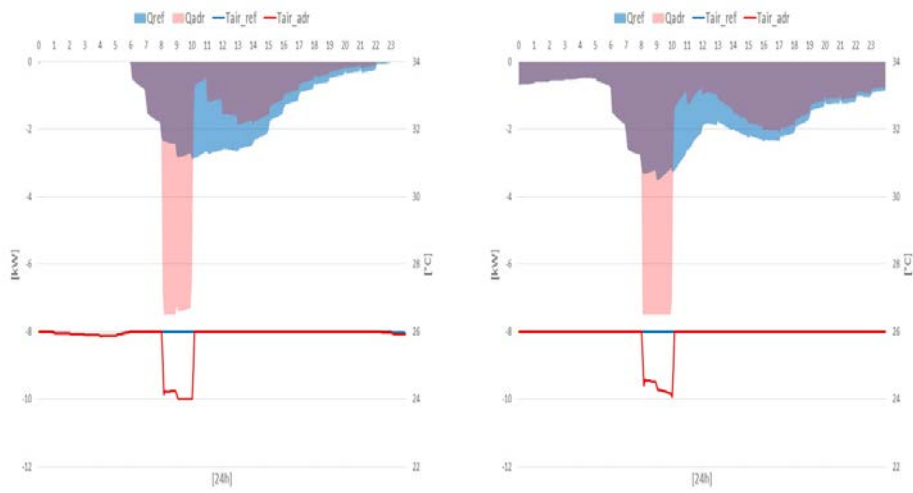 Qref Qadr Tair_ref Tair_adr
0 1 2 3 4 5 6 7 8 9 10 11 12 13 14 15 16 17 18 19 20 21 22 23
0 34
-2 32
-4 30
-6 28
[kW] [°C]
-8 26
-10 24
-12 22
[24h]
Qref Qadr Tair_ref Tair_adr
0 1 2 3 4 5 6 7 8 9 10 11 12 13 14 15 16 17 18 19 20 21 22 23
0 34
-2 32
-4 30
-6 28
[kW] [°C]
-8 26
-10 24
-12 22
[24h]